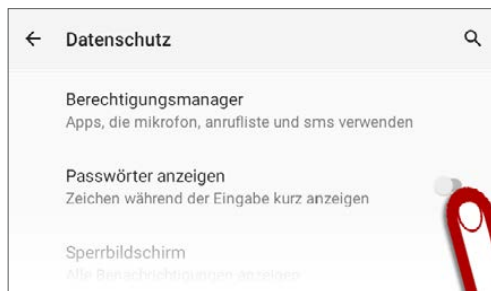 Datenschutz
Berechtigungsmanager
Apps, die mikrofon, anrufliste und sms verwenden
Passwörter anzeigen
Zeichen während der Eingabe kurz anzeigen
Sperrbildschirm
Alle Benachrichtigungen anzeigen